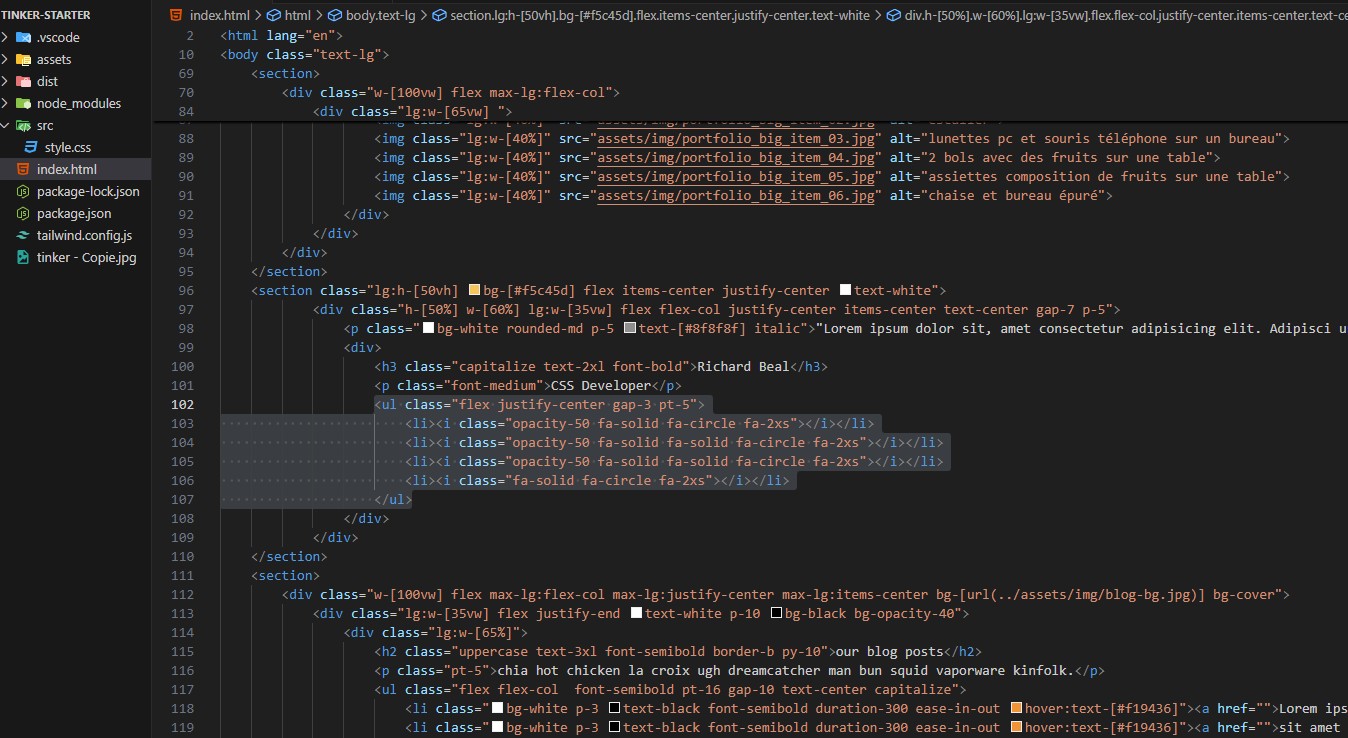 TINKER-STARTER
.vscode
assets
dist
node_modules
src
style.css
index.html
package-lock.json
package.json
tailwind.config.js
tinker - Copie.jpg
index.html > html > body.text-lg > section.lg:h-[50vh].bg-[#f5c45d].flex.items-center.justify-center.text-white > div.h-[50%].w-[60%].lg:w-[35vw].flex.flex-col.justify-center.items-center.text-ce
2 <html lang="en">
10 <body class="text-lg">
69 <section>
70 <div class="w-[100vw] flex max-lg:flex-col">
84 <div class="lg:w-[65vw] ">
88 <img class="lg:w-[40%]" src="assets/img/portfolio_big_item_03.jpg" alt="lunettes pc et souris téléphone sur un bureau">
89 <img class="lg:w-[40%]" src="assets/img/portfolio_big_item_04.jpg" alt="2 bols avec des fruits sur une table">
90 <img class="lg:w-[40%]" src="assets/img/portfolio_big_item_05.jpg" alt="assiettes composition de fruits sur une table">
91 <img class="lg:w-[40%]" src="assets/img/portfolio_big_item_06.jpg" alt="chaise et bureau épuré">
92 </div>
93 </div>
94 </div>
95 </section>
96 <section class="lg:h-[50vh] bg-[#f5c45d] flex items-center justify-center text-white">
97 <div class="h-[50%] w-[60%] lg:w-[35vw] flex flex-col justify-center items-center text-center gap-7 p-5">
98 <p class="bg-white rounded-md p-5 text-[#8f8f8f] italic">"Lorem ipsum dolor sit, amet consectetur adipisicing elit. Adipisci u
99 <div>
100 <h3 class="capitalize text-2xl font-bold">Richard Beal</h3>
101 <p class="font-medium">CSS Developer</p>
102 <ul class="flex justify-center gap-3 pt-5">
103 <li><i class="opacity-50 fa-solid fa-circle fa-2xs"></i></li>
104 <li><i class="opacity-50 fa-solid fa-solid fa-circle fa-2xs"></i></li>
105 <li><i class="opacity-50 fa-solid fa-solid fa-circle fa-2xs"></i></li>
106 <li><i class="fa-solid fa-circle fa-2xs"></i></li>
107 </ul>
108 </div>
109 </div>
110 </section>
111 <section>
112 <div class="w-[100vw] flex max-lg:flex-col max-lg:justify-center max-lg:items-center bg-[url(../assets/img/blog-bg.jpg)] bg-cover">
113 <div class="lg:w-[35vw] flex justify-end text-white p-10 bg-black bg-opacity-40">
114 <div class="lg:w-[65%]">
115 <h2 class="uppercase text-3xl font-semibold border-b py-10">our blog posts</h2>
116 <p class="pt-5">chia hot chicken la croix ugh dreamcatcher man bun squid vaporware kinfolk.</p>
117 <ul class="flex flex-col  font-semibold pt-16 gap-10 text-center capitalize">
118 <li class="bg-white p-3 text-black font-semibold duration-300 ease-in-out hover:text-[#f19436]"><a href="">Lorem ips
119 <li class="bg-white p-3 text-black font-semibold duration-300 ease-in-out hover:text-[#f19436]"><a href="">sit amet